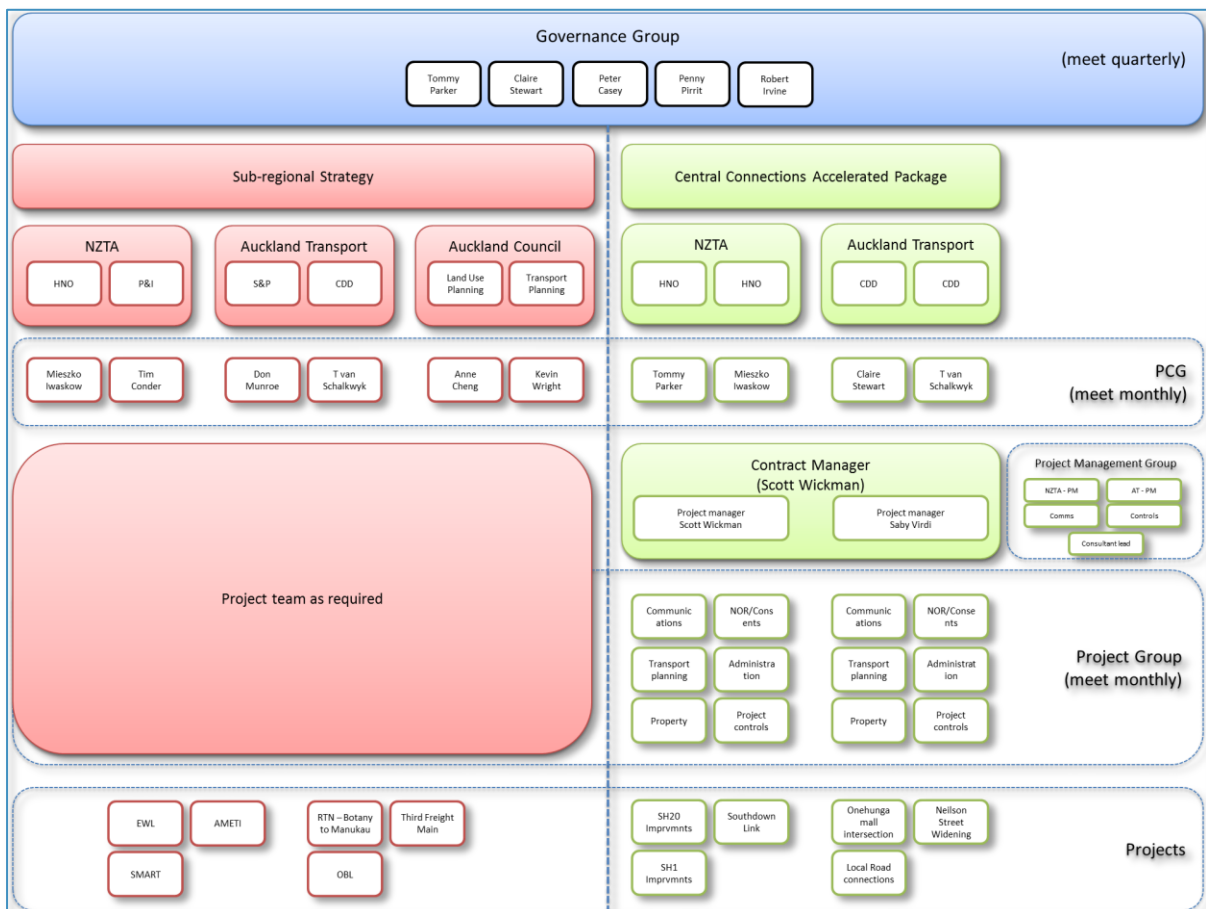 Governance Group
(meet quarterly)
Tommy
Parker
Claire
Stewart
Peter
Casey
Penny
Pirrit
Robert
Irvine
Sub-regional Strategy
Central Connections Accelerated Package
NZTA
HNO
P&I
Auckland Transport
S&P
CDD
Auckland Council
Land Use
Planning
Transport
Planning
NZTA
HNO
HNO
Auckland Transport
CDD
CDD
Mieszko
Iwaskow
Tim
Conder
Don
Munroe
T van
Schalkwyk
Anne
Cheng
Kevin
Wright
Tommy
Parker
Mieszko
Iwaskow
Claire
Stewart
T van
Schalkwyk
PCG
(meet monthly)
Project team as required
Contract Manager
(Scott Wickman)
Project manager
Scott Wickman
Project manager
Saby Virdi
Project Management Group
NZTA - PM
AT - PM
Comms
Controls
Consultant lead
Communic
ations
NOR/Cons
ents
Communic
ations
NOR/Conse
nts
Transport
planning
Administra
tion
Transport
planning
Administrat
ion
Property
Project
controls
Property
Project
controls
Project Group
(meet monthly)
EWL
AMETI
RTN – Botany
to Manukau
Third Freight
Main
SMART
OBL
SH20
Imprvmnts
Southdown
Link
Onehunga
mall
intersection
Neilson
Street
Widening
SH1
Imprvmnts
Local Road
connections
Projects